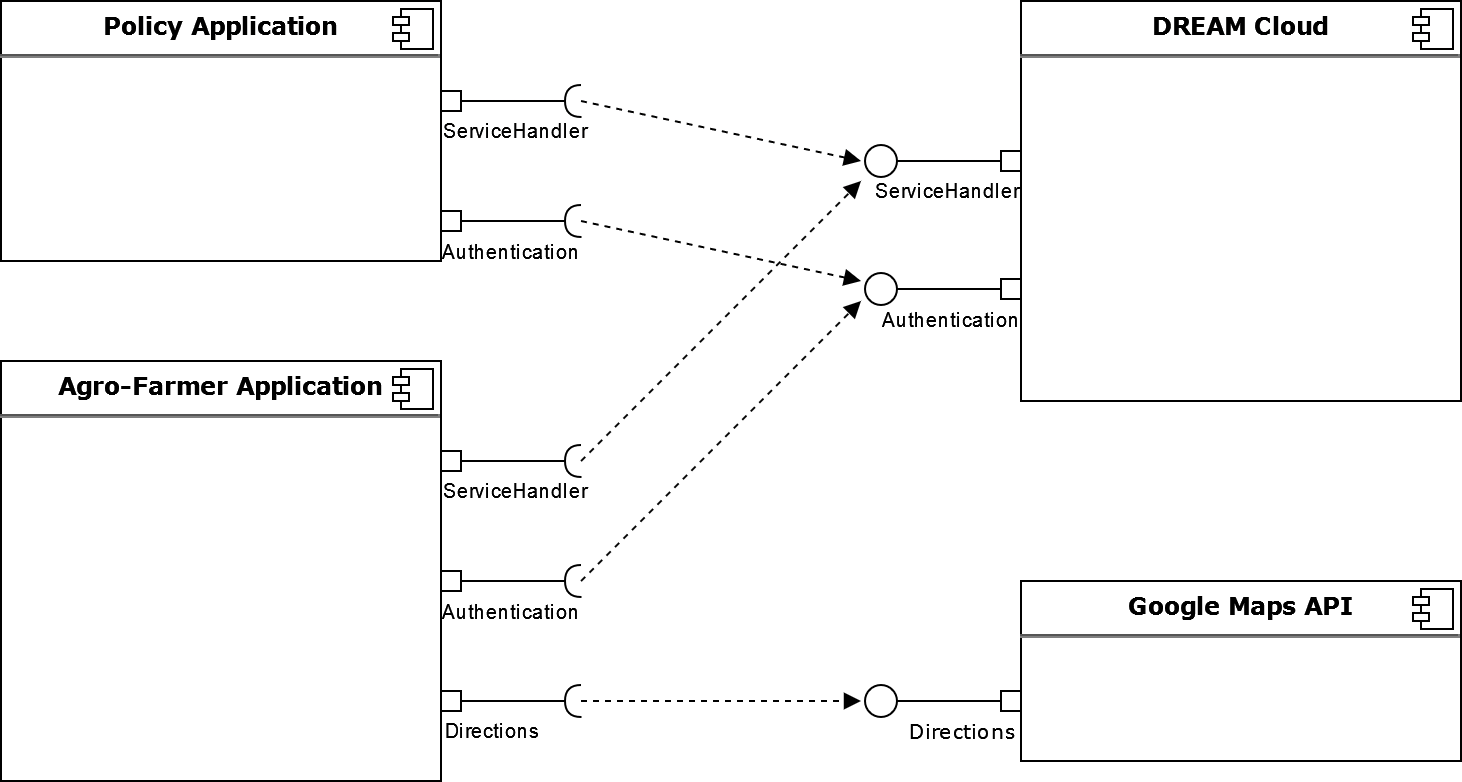 Policy Application
DREAM Cloud
ServiceHandler
ServiceHandler
Authentication
Authentication
Agro-Farmer Application
ServiceHandler
Authentication
Google Maps API
Directions
Directions